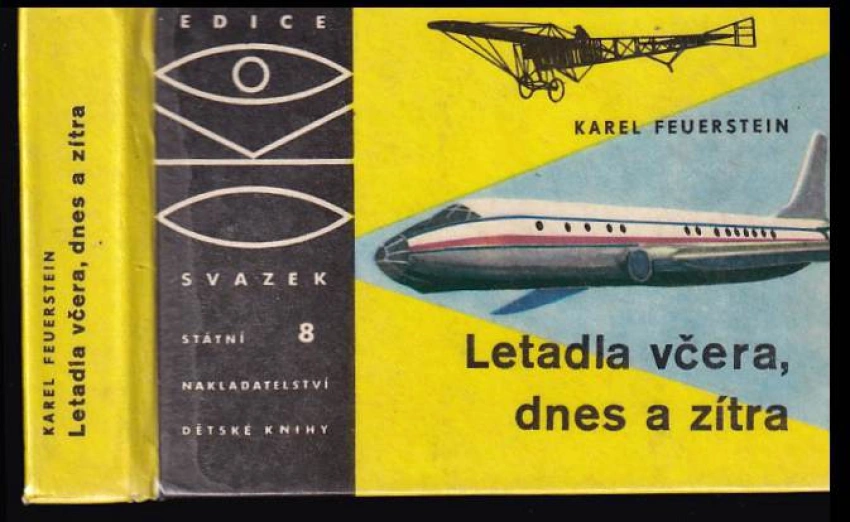 KAREL FEUERSTEIN
Letadla včera, dnes a zítra
EDICE
OKO
SVAZEK
8
STÁTNÍ
NAKLADATELSTVÍ
DĚTSKÉ KNIHY
KAREL FEUERSTEIN
Letadla včera,
dnes a zítra